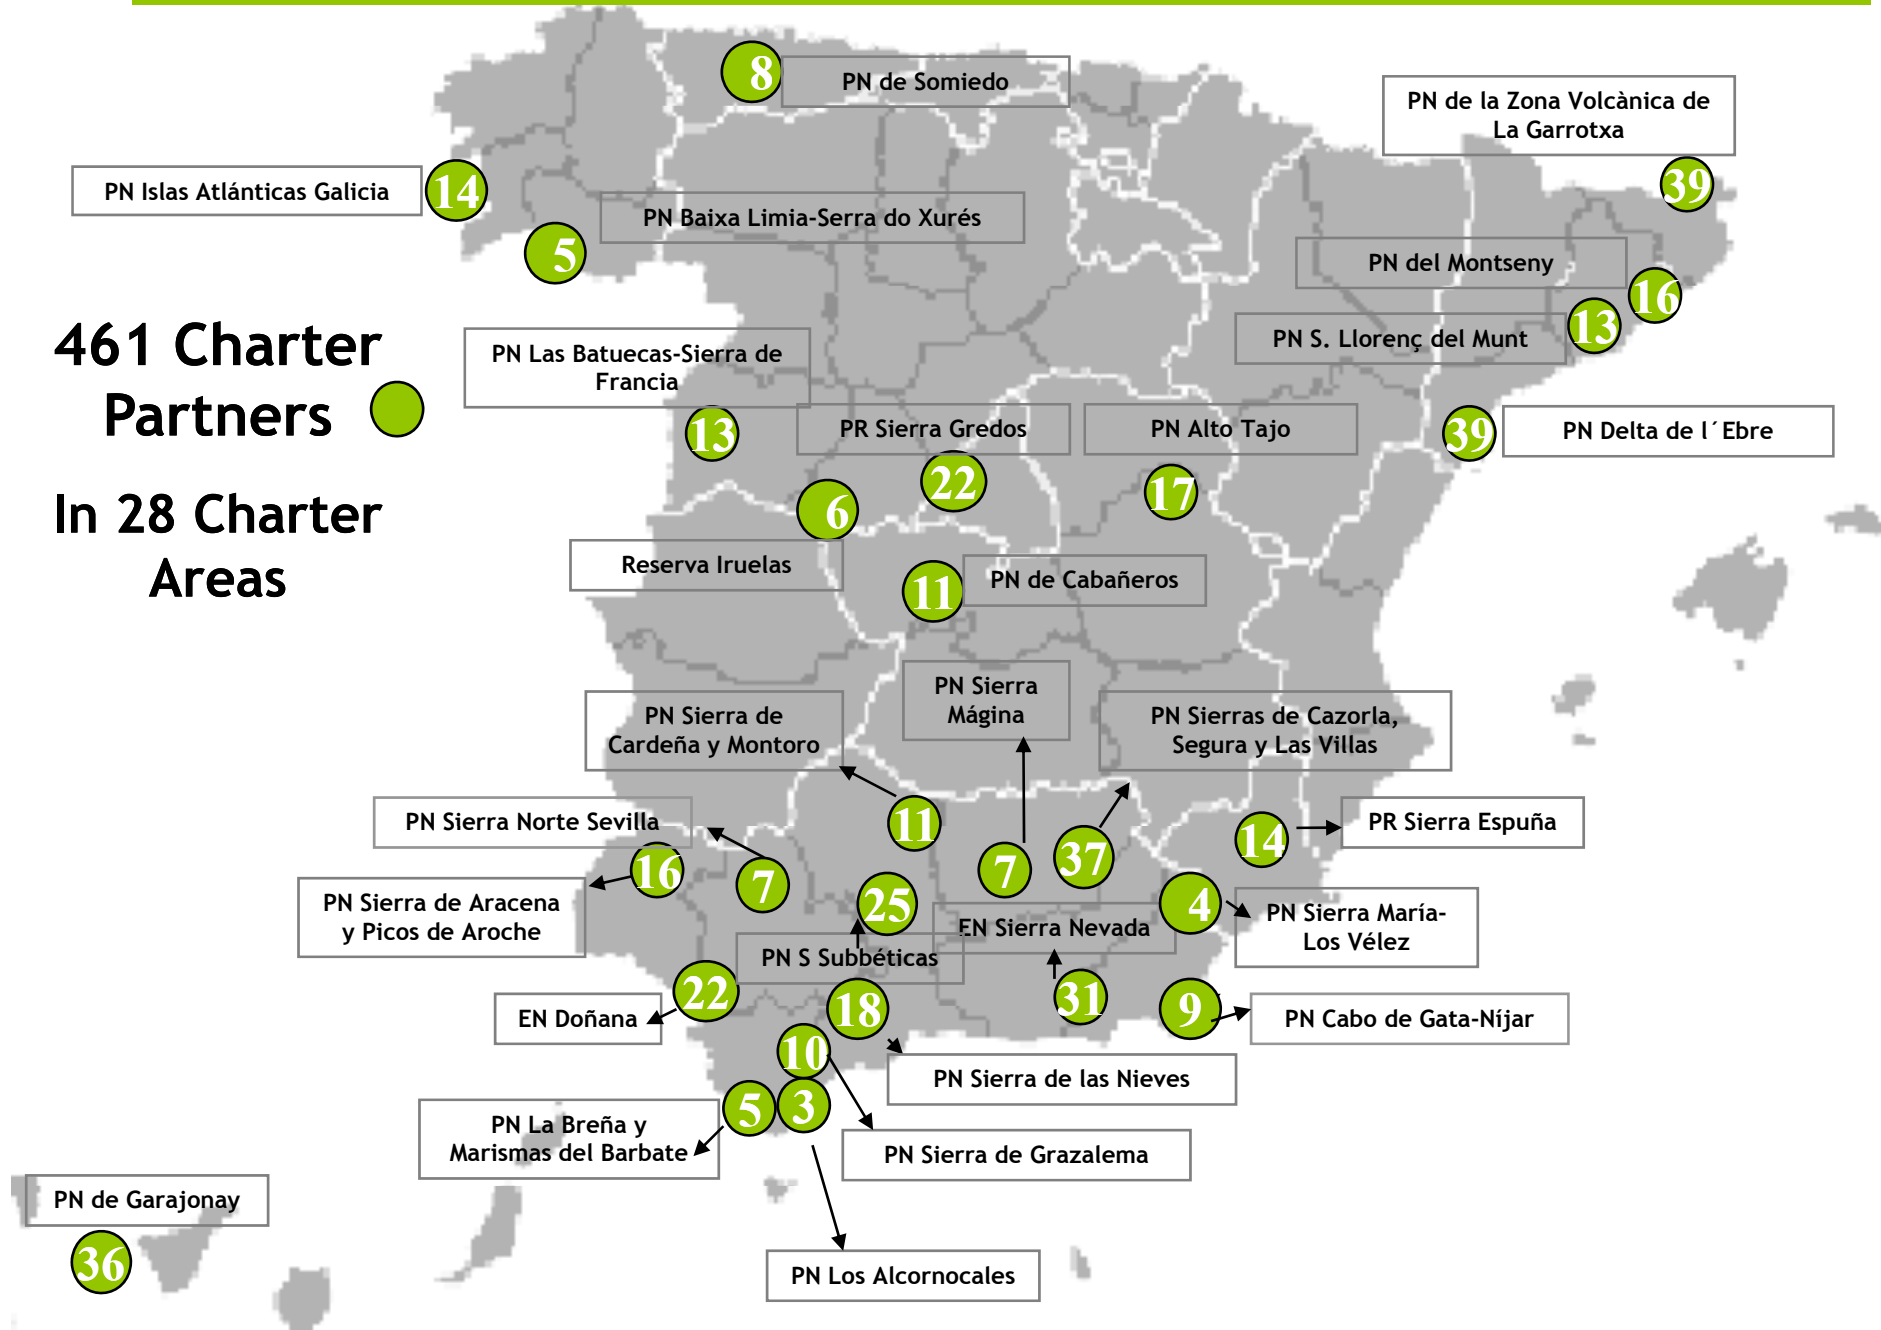 8
PN de Somiedo
PN de la Zona Volcànica de
La Garrotxa
39
PN Islas Atlánticas Galicia
14
PN Baixa Limia-Serra do Xurés
5
PN del Montseny
16
PN S. Llorenç del Munt
13
461 Charter
Partners
In 28 Charter
Areas
PN Las Batuecas-Sierra de
Francia
13
PR Sierra Gredos
22
PN Alto Tajo
17
39
PN Delta de l´Ebre
6
Reserva Iruelas
11
PN de Cabañeros
PN Sierra
Mágina
PN Sierra de
Cardeña y Montoro
PN Sierras de Cazorla,
Segura y Las Villas
PN Sierra Norte Sevilla
11
14
PR Sierra Espuña
16
7
7
37
PN Sierra de Aracena
y Picos de Aroche
25
4
PN Sierra María-
Los Vélez
EN Sierra Nevada
PN S Subbéticas
22
EN Doñana
18
31
9
PN Cabo de Gata-Níjar
10
PN Sierra de las Nieves
5
3
PN La Breña y
Marismas del Barbate
PN Sierra de Grazalema
PN de Garajonay
36
PN Los Alcornocales